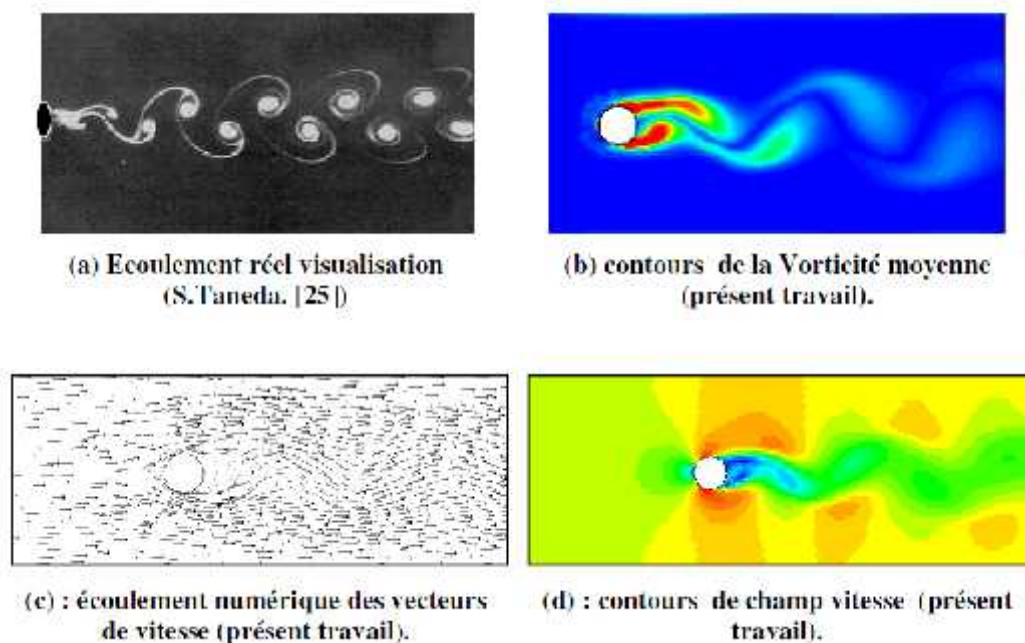 (a) Ecoulement réel visualisation
(S.Taneda. [25])
(b) contours de la Vorticité moyenne
(présent travail).
(c) : écoulement numérique des vecteurs
de vitesse (présent travail).
(d) : contours de champ vitesse (présent
travail).